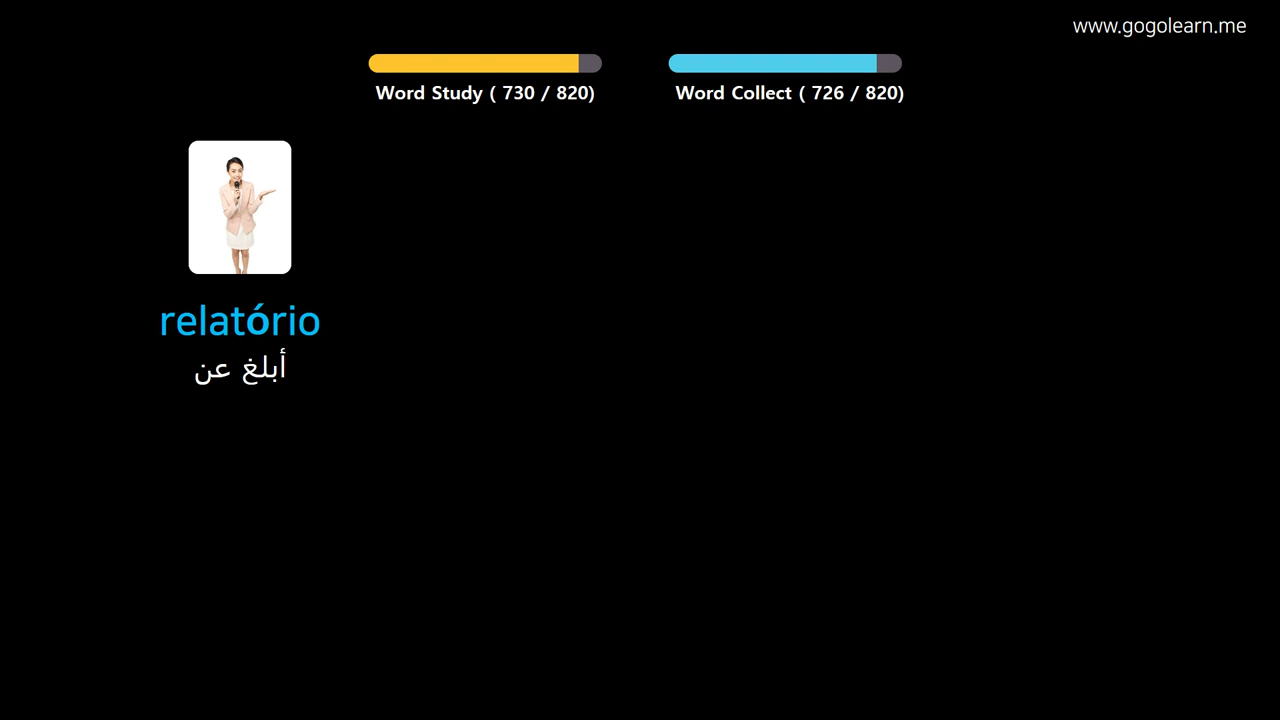 www.gogolearn.me
Word Study ( 730 / 820)
Word Collect ( 726 / 820)
relatório
أبلغ عن